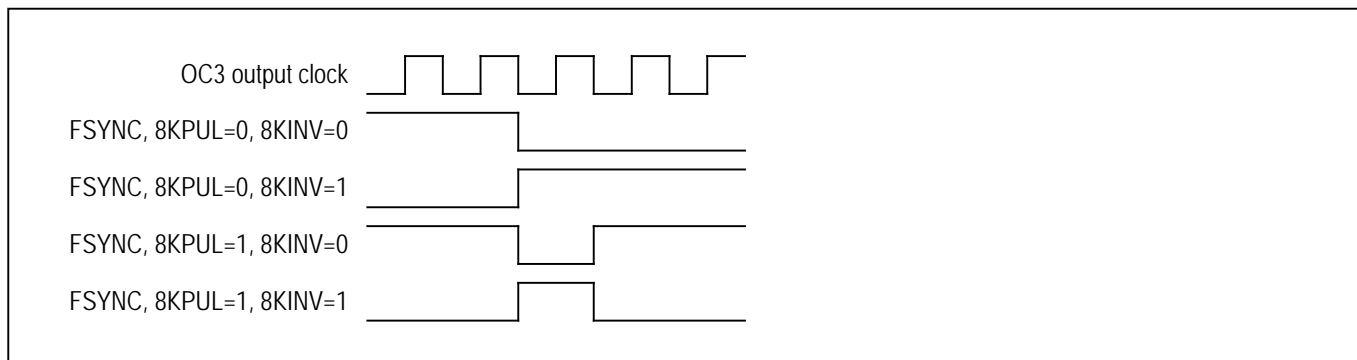 OC3 output clock
FSYNC, 8KPUL=0, 8KINV=0
FSYNC, 8KPUL=0, 8KINV=1
FSYNC, 8KPUL=1, 8KINV=0
FSYNC, 8KPUL=1, 8KINV=1